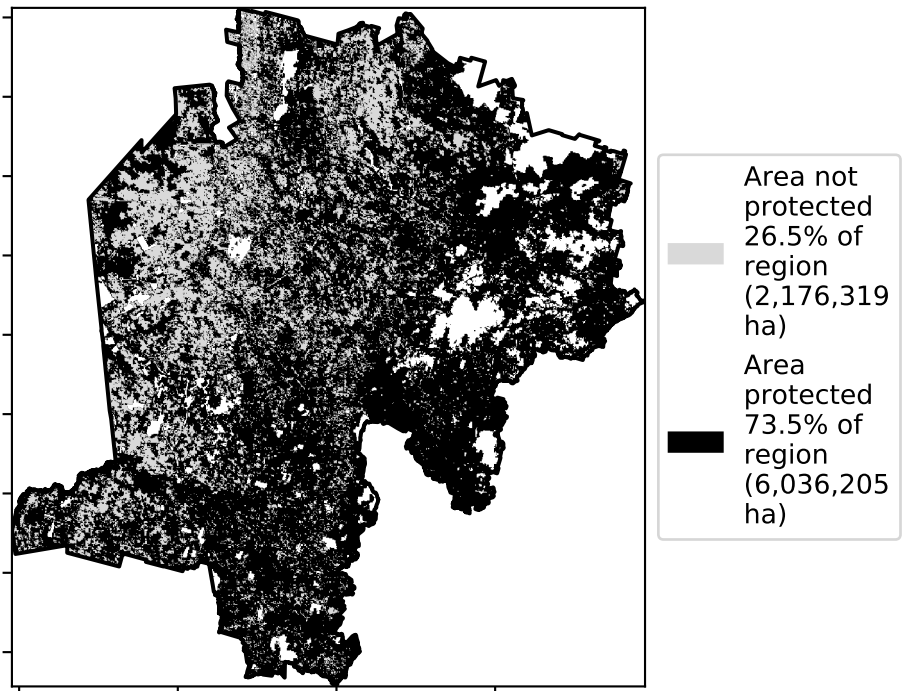 Area not
protected
26.5% of
region
(2,176,319
ha)
Area
protected
73.5% of
region
(6,036,205
ha)